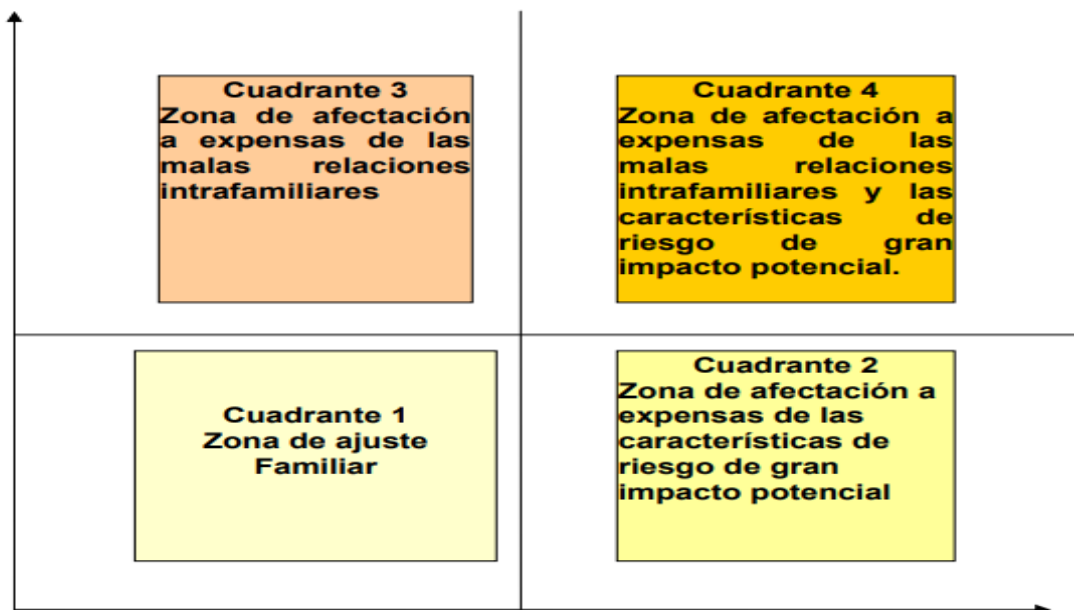 Cuadrante 3
Zona de afectación
a expensas de las
malas relaciones
intrafamiliares
Cuadrante 4
Zona de afectación a
expensas de las
malas relaciones
intrafamiliares y las
características de
riesgo de gran
impacto potencial.
Cuadrante 1
Zona de ajuste
Familiar
Cuadrante 2
Zona de afectación a
expensas de las
características de
riesgo de gran
impacto potencial